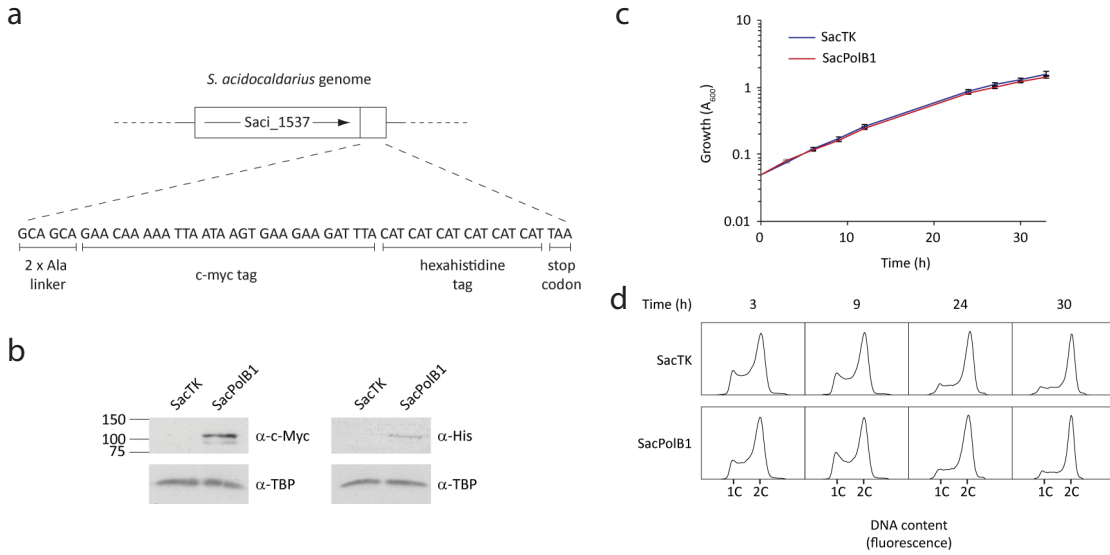 a
S. acidocaldarius genome
Saci_1537
GCA GCA GAA CAA AAA TTA ATA AGT GAA GAA GAT TTA CAT CAT CAT CAT CAT CAT TAA
2 x Ala linker
c-myc tag
hexahistidine tag
stop codon
b
SacTK
SacPolB1
SacTK
SacPolB1
150
100
75
α-c-Myc
α-His
α-TBP
α-TBP
c
SacTK
SacPolB1
Growth (A600)
10
1
0.1
0.01
0
10
20
30
Time (h)
d
Time (h)
3
9
24
30
SacTK
SacPolB1
1C 2C
1C 2C
1C 2C
1C 2C
DNA content
(fluorescence)